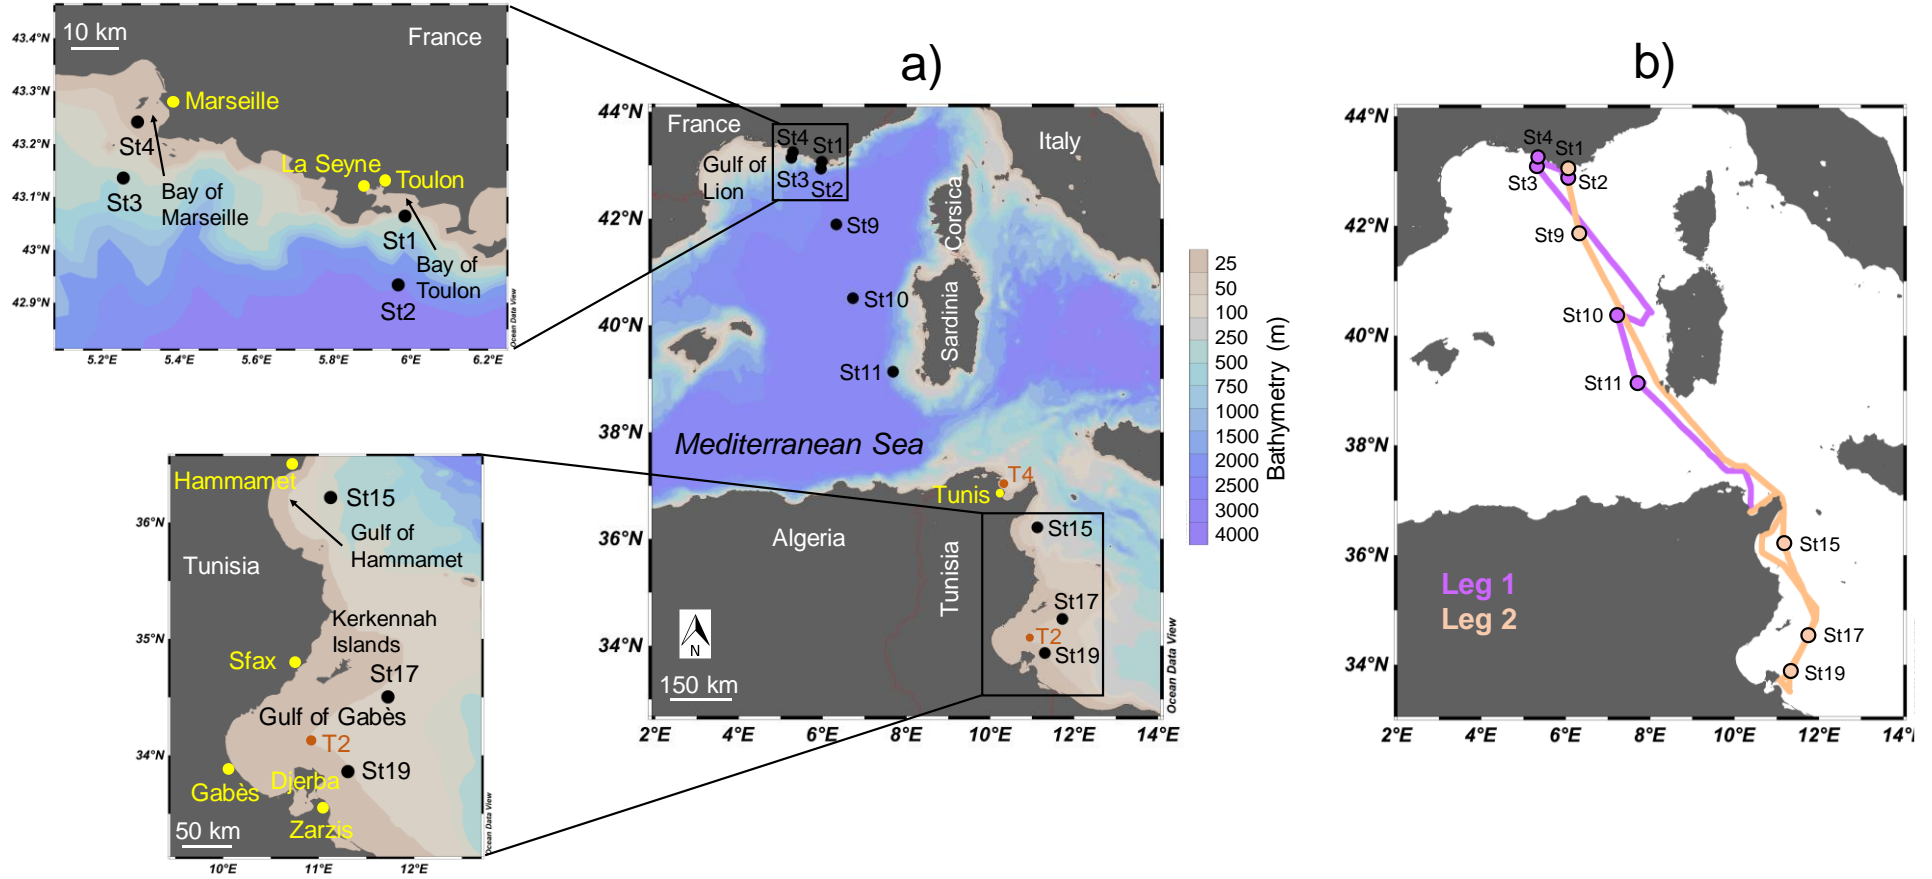 a)
b)
10 km
France
43.4°N
43.3°N
43.2°N
43.1°N
43°N
42.9°N
Marseille
St4
La Seyne
Toulon
St3
Bay of
Marseille
St1
Bay of
Toulon
St2
Ocean Data View
5.2°E
5.4°E
5.6°E
5.8°E
6°E
6.2°E
44°N
42°N
40°N
38°N
36°N
34°N
France
Italy
St4
St1
Gulf of
Lion
St3
St2
Corsica
St9
St10
Sardinia
St11
Mediterranean Sea
T4
Tunis
Algeria
Tunisia
St15
St17
T2
St19
N
150 km
Ocean Data View
2°E
4°E
6°E
8°E
10°E
12°E
14°E
25
50
100
250
500
750
1000
1500
2000
2500
3000
4000
Bathymetry (m)
Hammamet
St15
36°N
Gulf of
Hammamet
Tunisia
Kerkennah
Islands
35°N
Sfax
St17
Gulf of Gabès
T2
34°N
St19
Djerba
Gabès
Zarzis
50 km
Ocean Data View
10°E
11°E
12°E
44°N
42°N
40°N
38°N
36°N
34°N
St4
St1
St3
St2
St9
St10
St11
St15
Leg 1
Leg 2
St17
St19
2°E
4°E
6°E
8°E
10°E
12°E